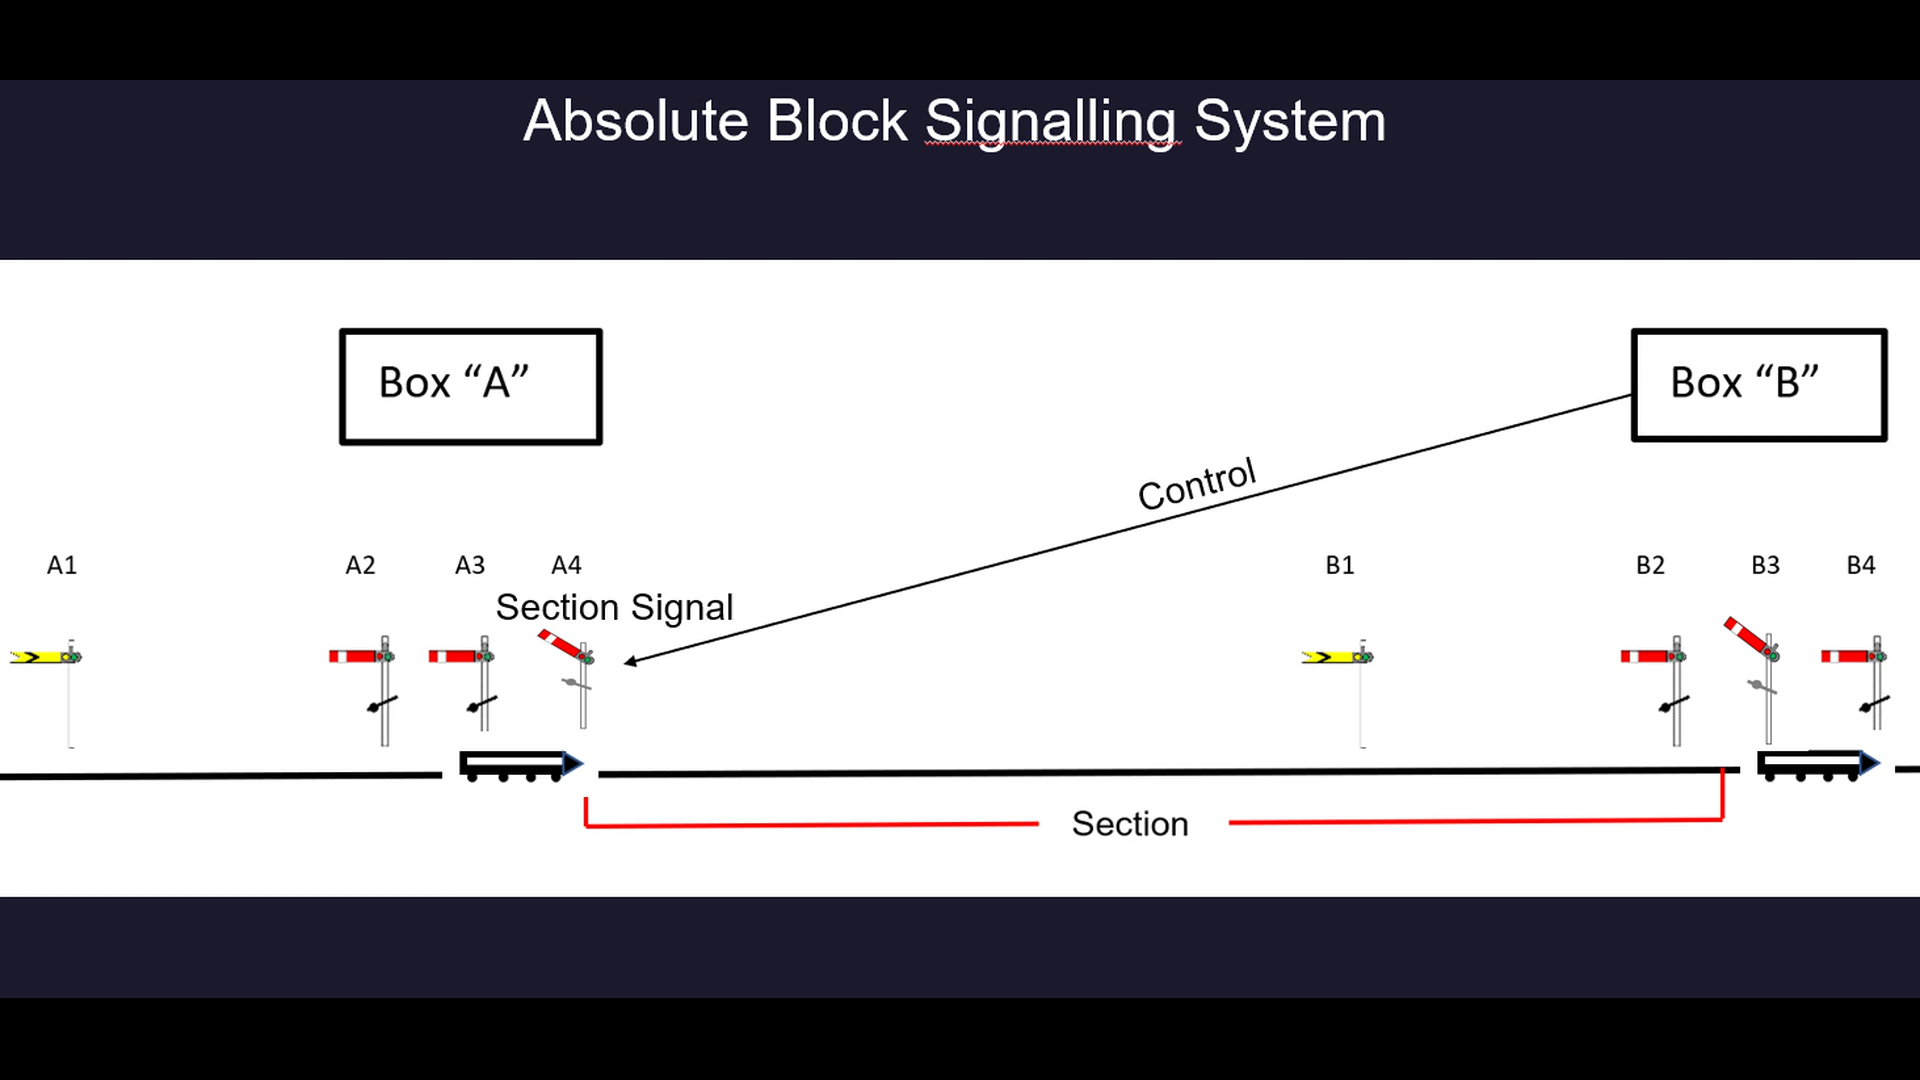 Absolute Block Signalling System
Box “A”
Box “B”
Control
A1
A2
A3
A4
B1
B2
B3
B4
Section Signal
Section